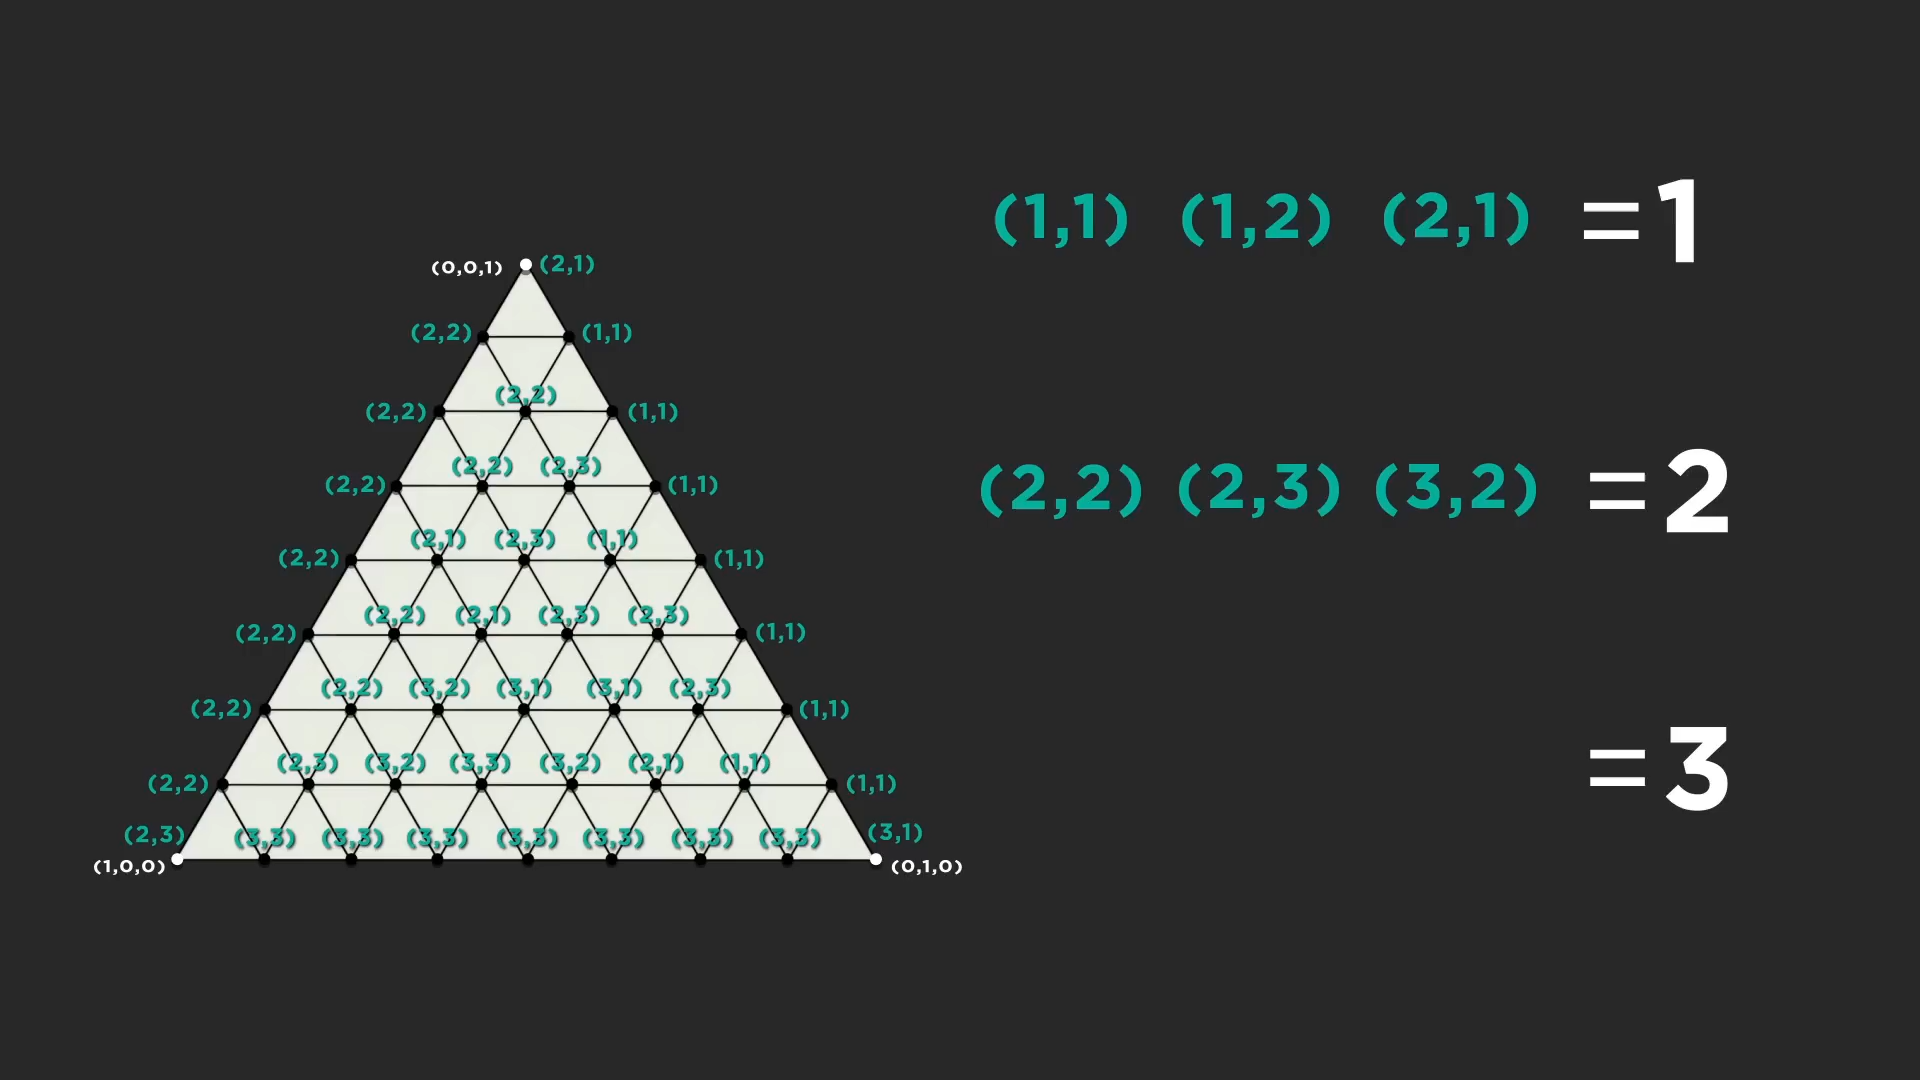 (1,1) (1,2) (2,1) =1
(0,0,1) (2,1)
(2,2) (1,1)
(2,2)
(2,2) (1,1)
(2,2) (2,3)
(2,2) (1,1)
(2,2) (2,3) (3,2) =2
(2,1) (2,3) (1,1)
(2,2) (1,1)
(2,2) (2,1) (2,3) (2,3)
(2,2) (1,1)
(2,2) (3,2) (3,1) (3,1) (2,3)
(2,2) (1,1)
=3
(2,3) (3,2) (3,3) (3,2) (2,1) (1,1)
(2,2) (1,1)
(2,3) (3,3) (3,3) (3,3) (3,3) (3,3) (3,3) (3,3) (3,1)
(1,0,0) (0,1,0)